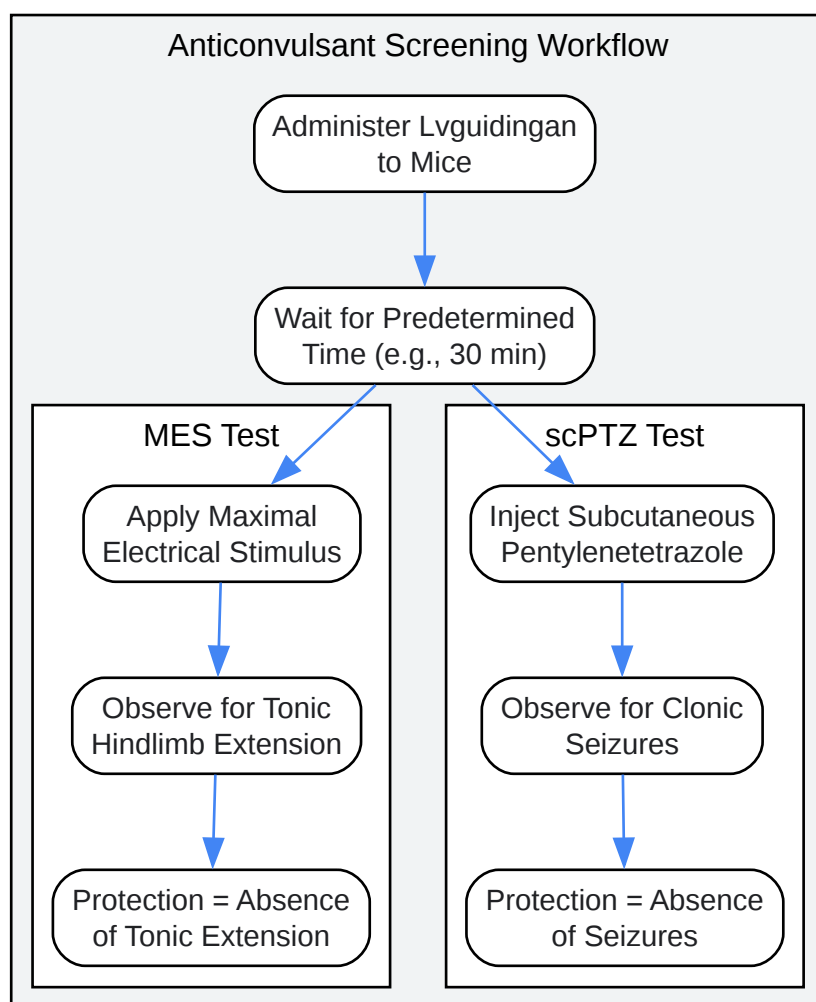 Anticonvulsant Screening Workflow
Administer Lvguidingan
to Mice
Wait for Predetermined
Time (e.g., 30 min)
MES Test
Apply Maximal
Electrical Stimulus
Observe for Tonic
Hindlimb Extension
Protection = Absence
of Tonic Extension
scPTZ Test
Inject Subcutaneous
Pentylenetetrazole
Observe for Clonic
Seizures
Protection = Absence
of Seizures